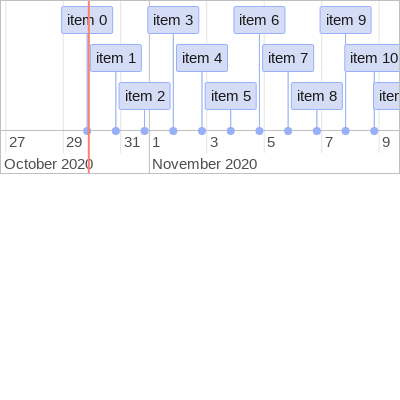 item 0 item 3 item 6 item 9
item 1 item 4 item 7 item 10
item 2 item 5 item 8
27 29 31 1 3 5 7 9
October 2020 November 2020